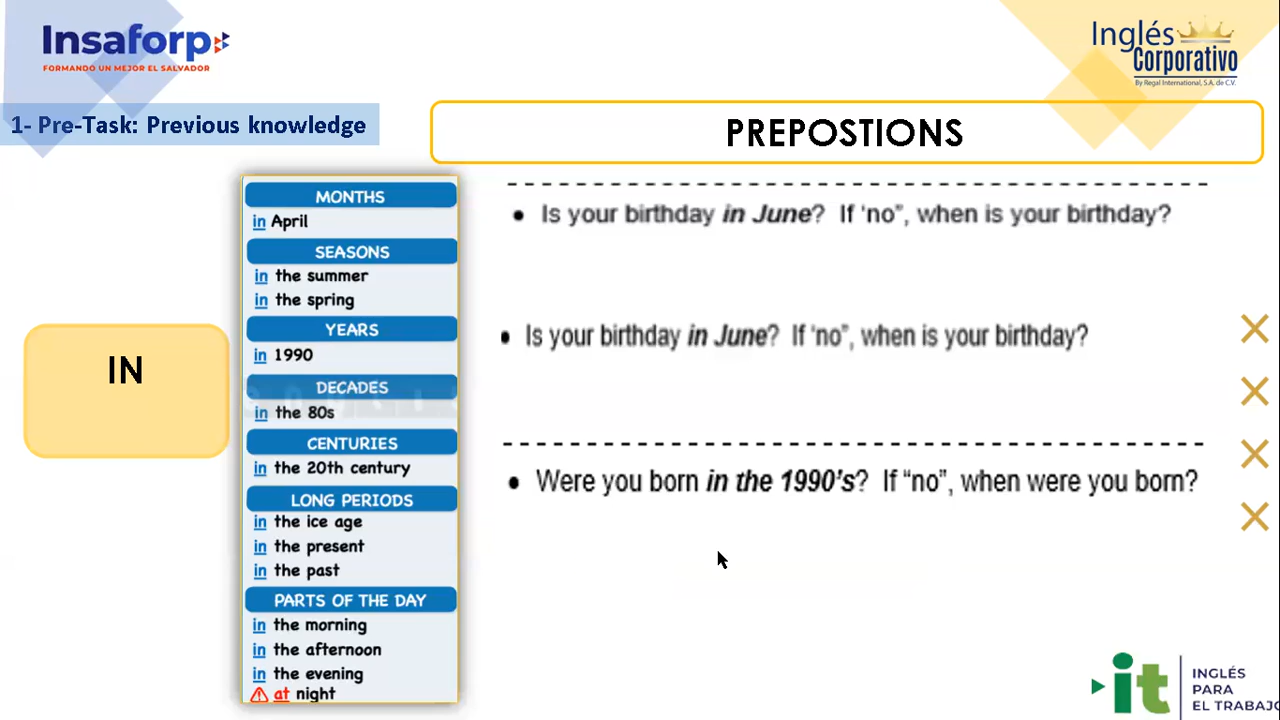 Insaforp
FORMANDO UN MEJOR EL SALVADOR
Inglés
Corporativo
By Regal International, S.A. de C.V.
1- Pre-Task: Previous knowledge
PREPOSTIONS
IN
MONTHS
in April
SEASONS
in the summer
in the spring
YEARS
in 1990
DECADES
in the 80s
CENTURIES
in the 20th century
LONG PERIODS
in the ice age
in the present
in the past
PARTS OF THE DAY
in the morning
in the afternoon
in the evening
at night
• Is your birthday in June? If ‘no”, when is your birthday?
• Is your birthday in June? If ‘no”, when is your birthday?
• Were you born in the 1990’s? If “no”, when were you born?
it
INGLÉS
PARA
EL TRABAJO